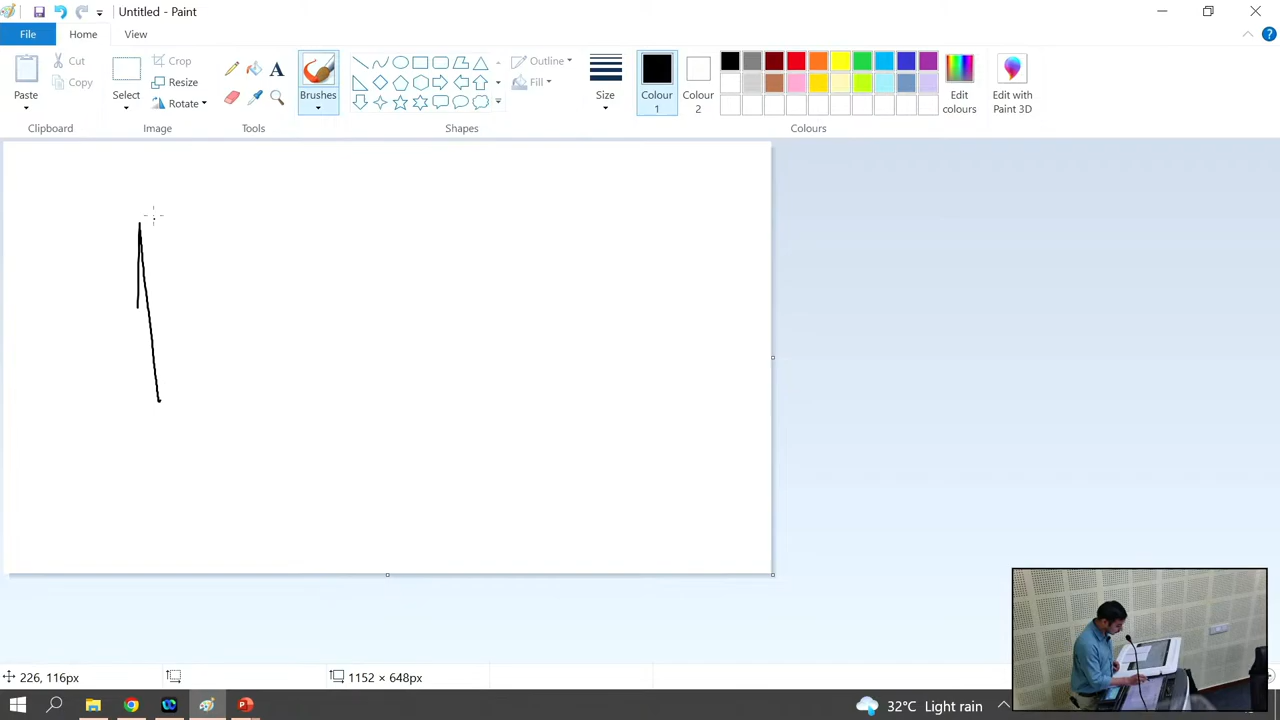 Untitled - Paint
File
Home
View
Paste
Cut
Copy
Clipboard
Select
Crop
Resize
Rotate
Image
Tools
Brushes
Shapes
Outline
Fill
Size
Colour
1
Colour
2
Edit
colours
Edit with
Paint 3D
Colours
226, 116px
1152 × 648px
32°C Light rain